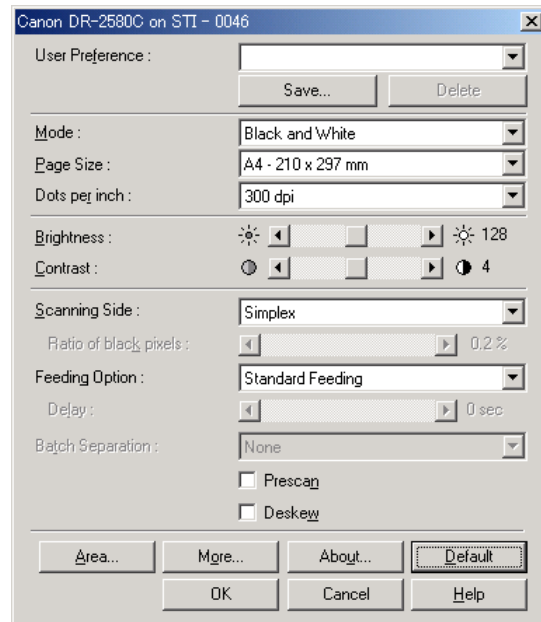 Canon DR-2580C on STI - 0046
User Preference :
Save... Delete
Mode : Black and White
Page Size : A4 - 210 x 297 mm
Dots per inch : 300 dpi
Brightness : 128
Contrast : 4
Scanning Side : Simplex
Ratio of black pixels : 0.2 %
Feeding Option : Standard Feeding
Delay : 0 sec
Batch Separation : None
Prescan
Deskew
Area... More... About... Default
OK Cancel Help